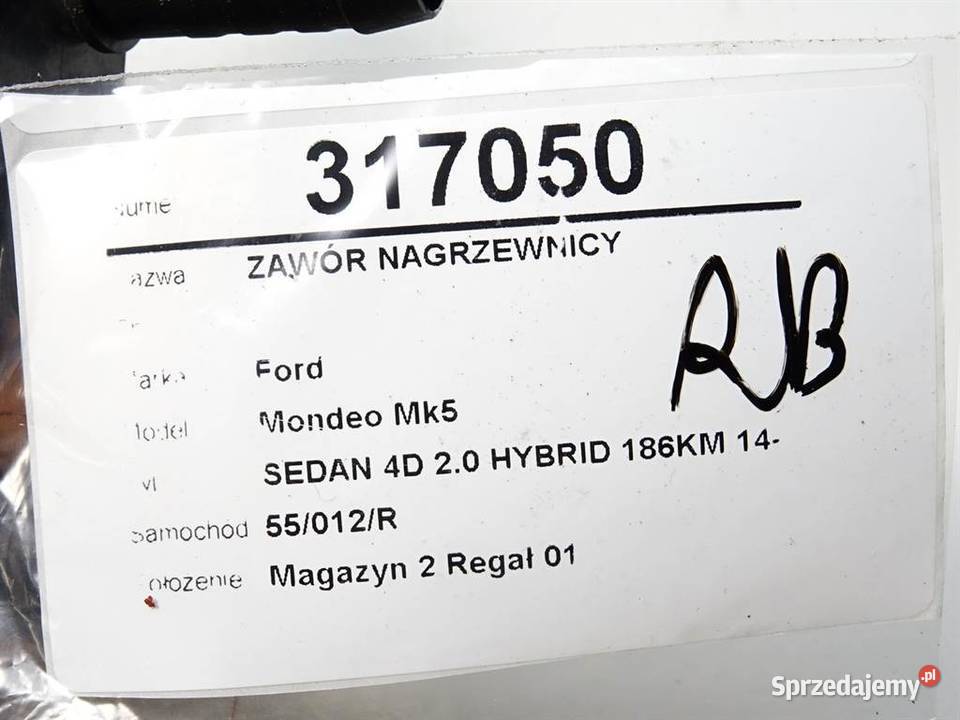 317050
ZAWÓR NAGRZEWNICY
Ford
Mondeo Mk5
SEDAN 4D 2.0 HYBRID 186KM 14-
Samochód 55/012/R
Magazyn 2 Regał 01
Sprzedajemy.pl